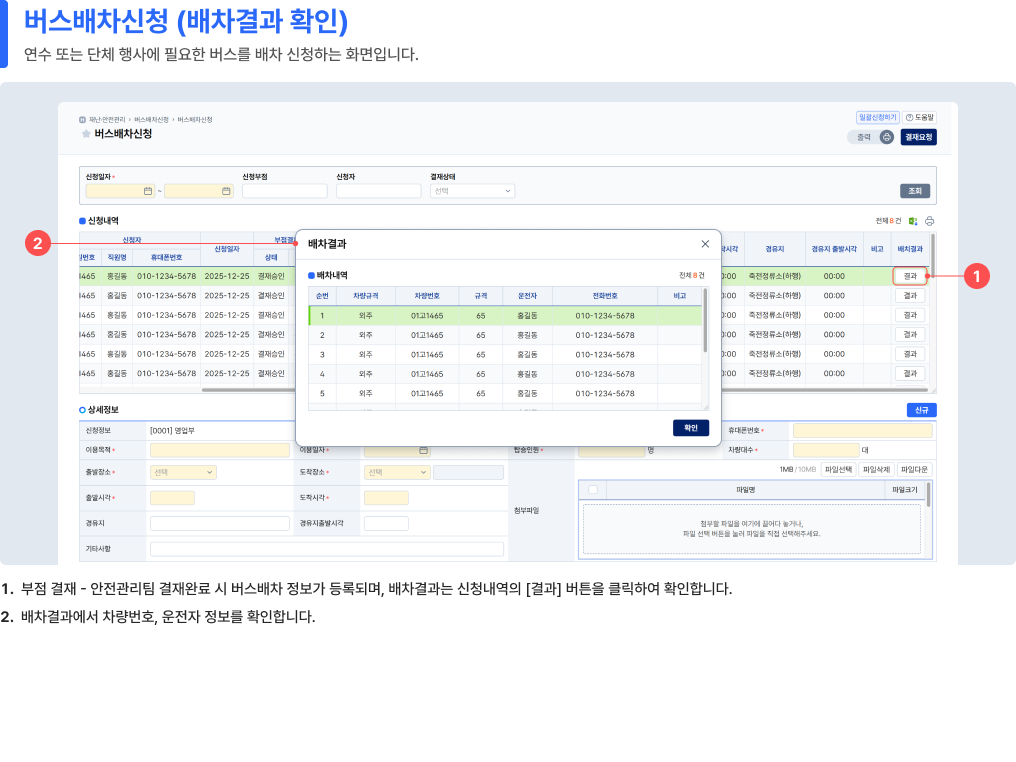 버스배차신청 (배차결과 확인)
연수 또는 단체 행사에 필요한 버스를 배차 신청하는 화면입니다.
재난·안전관리 › 버스배차신청 › 버스배차신청
일괄신청하기 도움말
버스배차신청
출력 결재요청
신청일자 신청부점 신청자 결재상태
~ 선택 조회
신청내역 전체 8 건
2
신청자 신청일자 부점결
직원명 휴대폰번호 상태 경유지 경유지 출발시각 비고 배차결과
1465 홍길동 010-1234-5678 2025-12-25 결재승인 0:00 죽전정류소(하행) 00:00 결과
1465 홍길동 010-1234-5678 2025-12-25 결재승인 0:00 죽전정류소(하행) 00:00 결과
1465 홍길동 010-1234-5678 2025-12-25 결재승인 0:00 죽전정류소(하행) 00:00 결과
1465 홍길동 010-1234-5678 2025-12-25 결재승인 0:00 죽전정류소(하행) 00:00 결과
1465 홍길동 010-1234-5678 2025-12-25 결재승인 0:00 죽전정류소(하행) 00:00 결과
1465 홍길동 010-1234-5678 2025-12-25 결재승인 0:00 죽전정류소(하행) 00:00 결과
1
배차결과
배차내역 전체 8 건
순번 차량규격 차량번호 규격 운전자 전화번호 비고
1 외주 01고1465 65 홍길동 010-1234-5678
2 외주 01고1465 65 홍길동 010-1234-5678
3 외주 01고1465 65 홍길동 010-1234-5678
4 외주 01고1465 65 홍길동 010-1234-5678
5 외주 01고1465 65 홍길동 010-1234-5678
확인
상세정보 신규
신청정보 [0001] 영업부 휴대폰번호
이용목적 이용일자 탑승인원 명 차량대수 대
출발장소 선택 도착장소 선택 1MB / 10MB 파일선택 파일삭제 파일다운
파일명 파일크기
출발시각 도착시각
첨부파일
첨부할 파일을 여기에 끌어다 놓거나,
파일 선택 버튼을 눌러 파일을 직접 선택해주세요.
경유지 경유지출발시각
기타사항
1. 부점 결재 - 안전관리팀 결재완료 시 버스배차 정보가 등록되며, 배차결과는 신청내역의 [결과] 버튼을 클릭하여 확인합니다.
2. 배차결과에서 차량번호, 운전자 정보를 확인합니다.